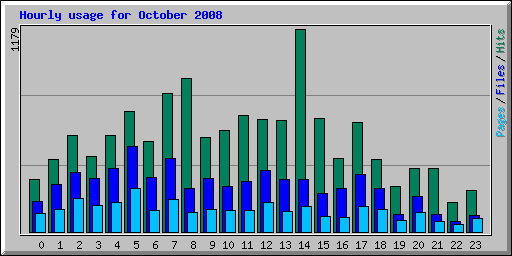 Hourly usage for October 2008
1179
Pages / Files / Hits
0 1 2 3 4 5 6 7 8 9 10 11 12 13 14 15 16 17 18 19 20 21 22 23